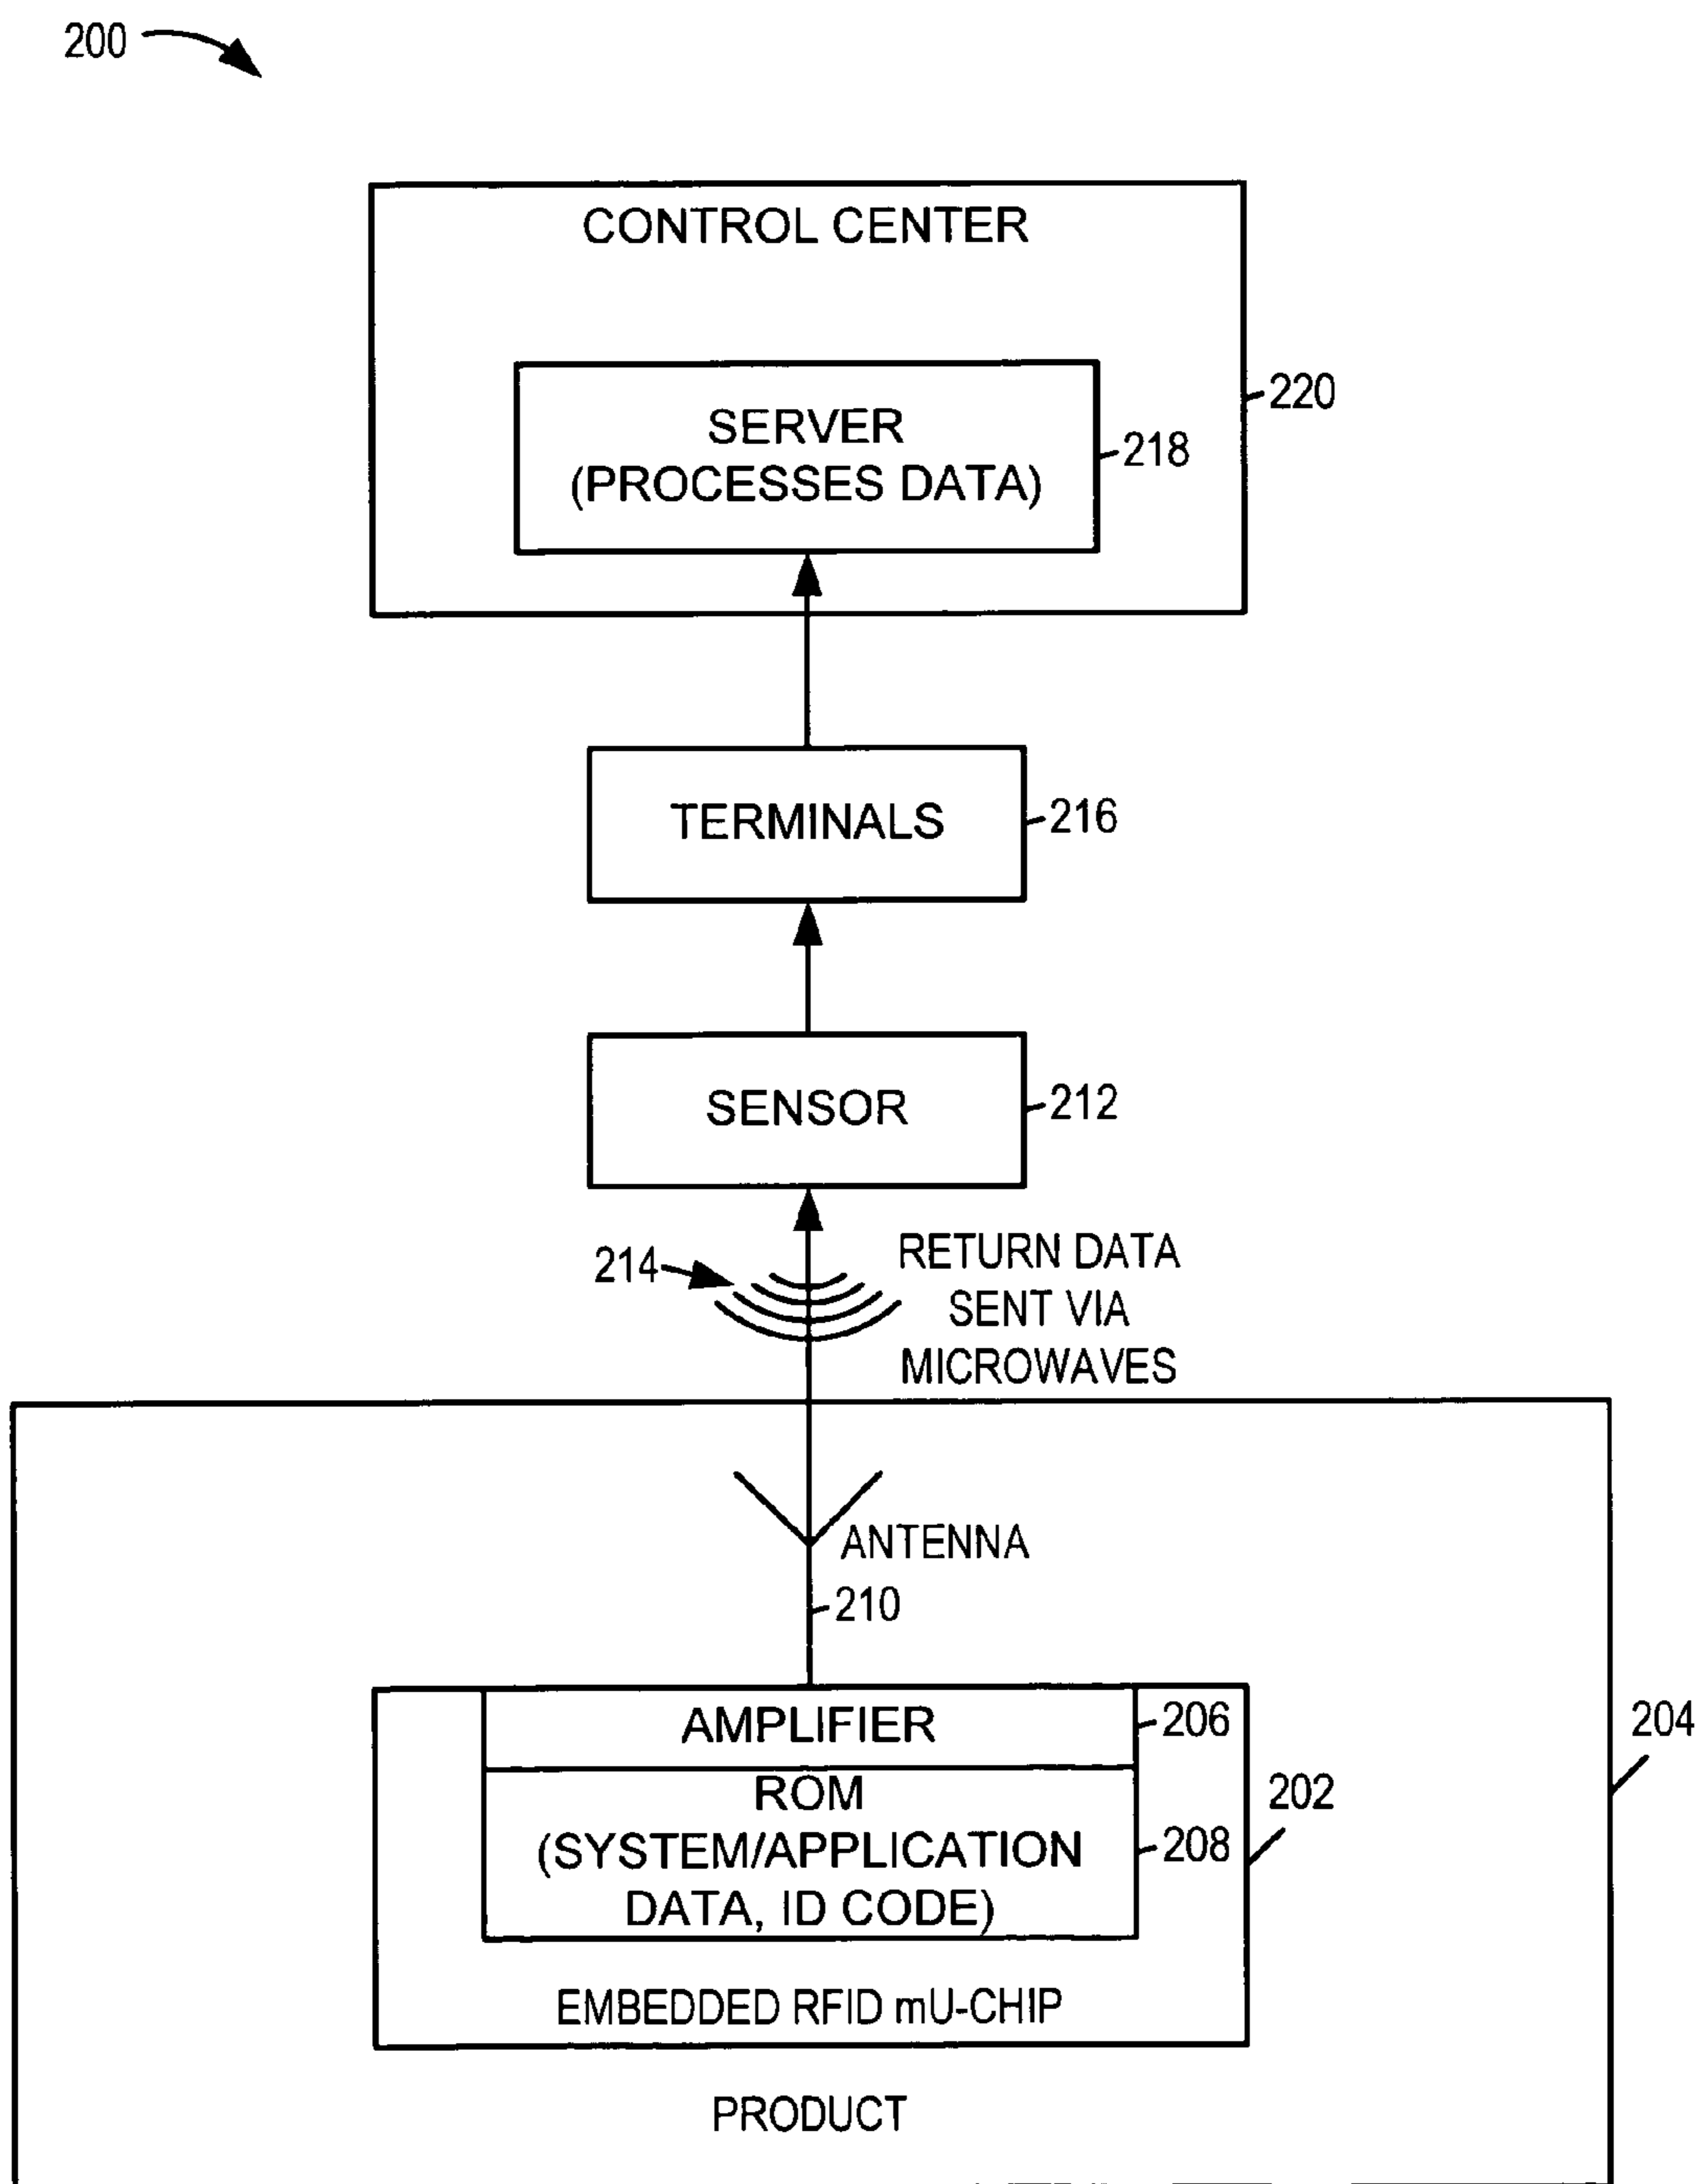 200
CONTROL CENTER
220
SERVER
(PROCESSES DATA)
218
TERMINALS
216
SENSOR
212
214
RETURN DATA
SENT VIA
MICROWAVES
ANTENNA
210
AMPLIFIER
206
204
ROM
(SYSTEM/APPLICATION
DATA, ID CODE)
208
202
EMBEDDED RFID mU-CHIP
PRODUCT